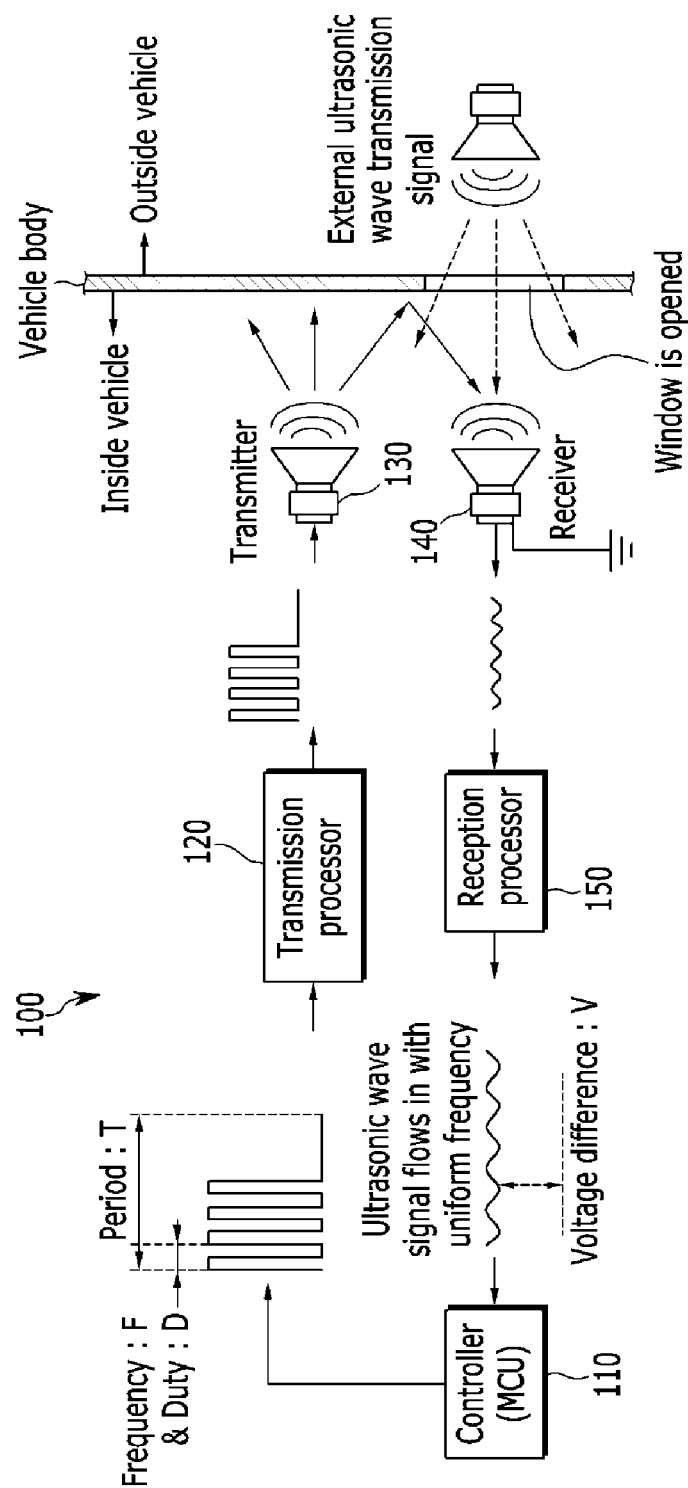 100
Frequency : F
& Duty : D
Period : T
120
Transmission
processor
Transmitter
130
Inside vehicle
Vehicle body
Outside vehicle
External ultrasonic
wave transmission
signal
Controller
(MCU)
110
Ultrasonic wave
signal flows in with
uniform frequency
Voltage difference : V
Reception
processor
150
140
Receiver
Window is opened